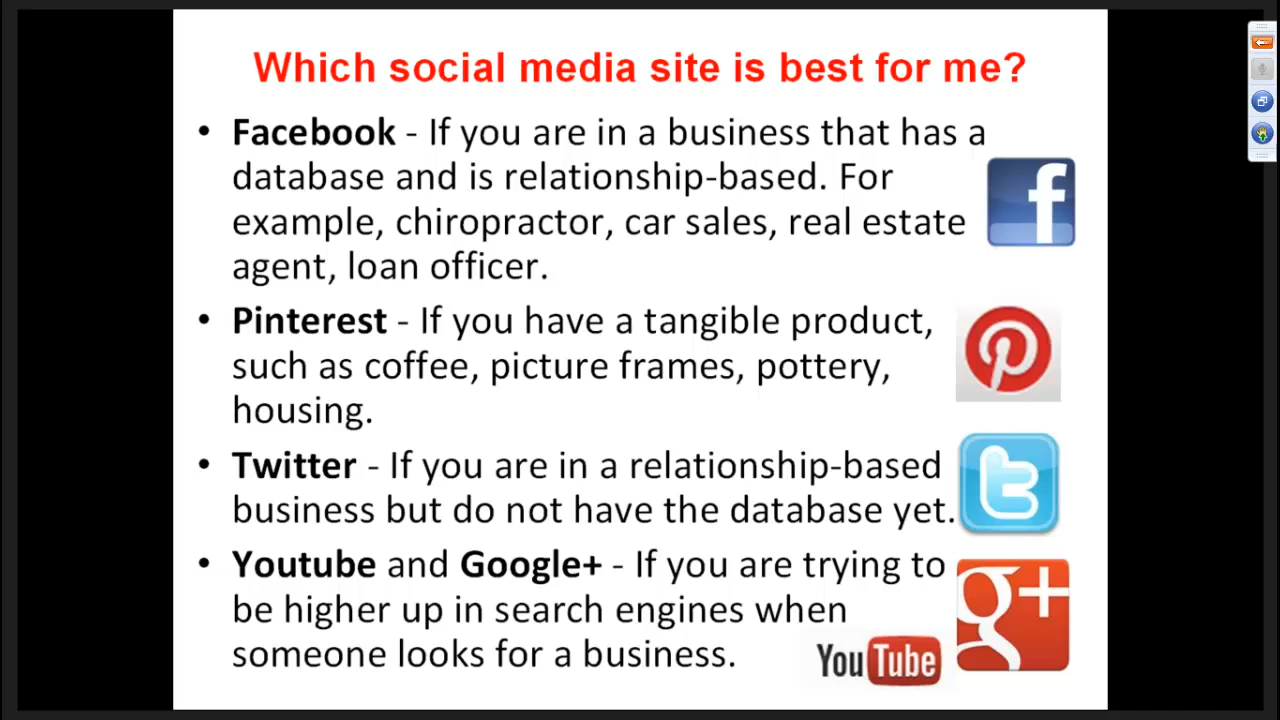 Which social media site is best for me?
• Facebook - If you are in a business that has a
database and is relationship-based. For
example, chiropractor, car sales, real estate
agent, loan officer.
• Pinterest - If you have a tangible product,
such as coffee, picture frames, pottery,
housing.
• Twitter - If you are in a relationship-based
business but do not have the database yet.
• Youtube and Google+ - If you are trying to
be higher up in search engines when
someone looks for a business.
f
P
t
g+
YouTube